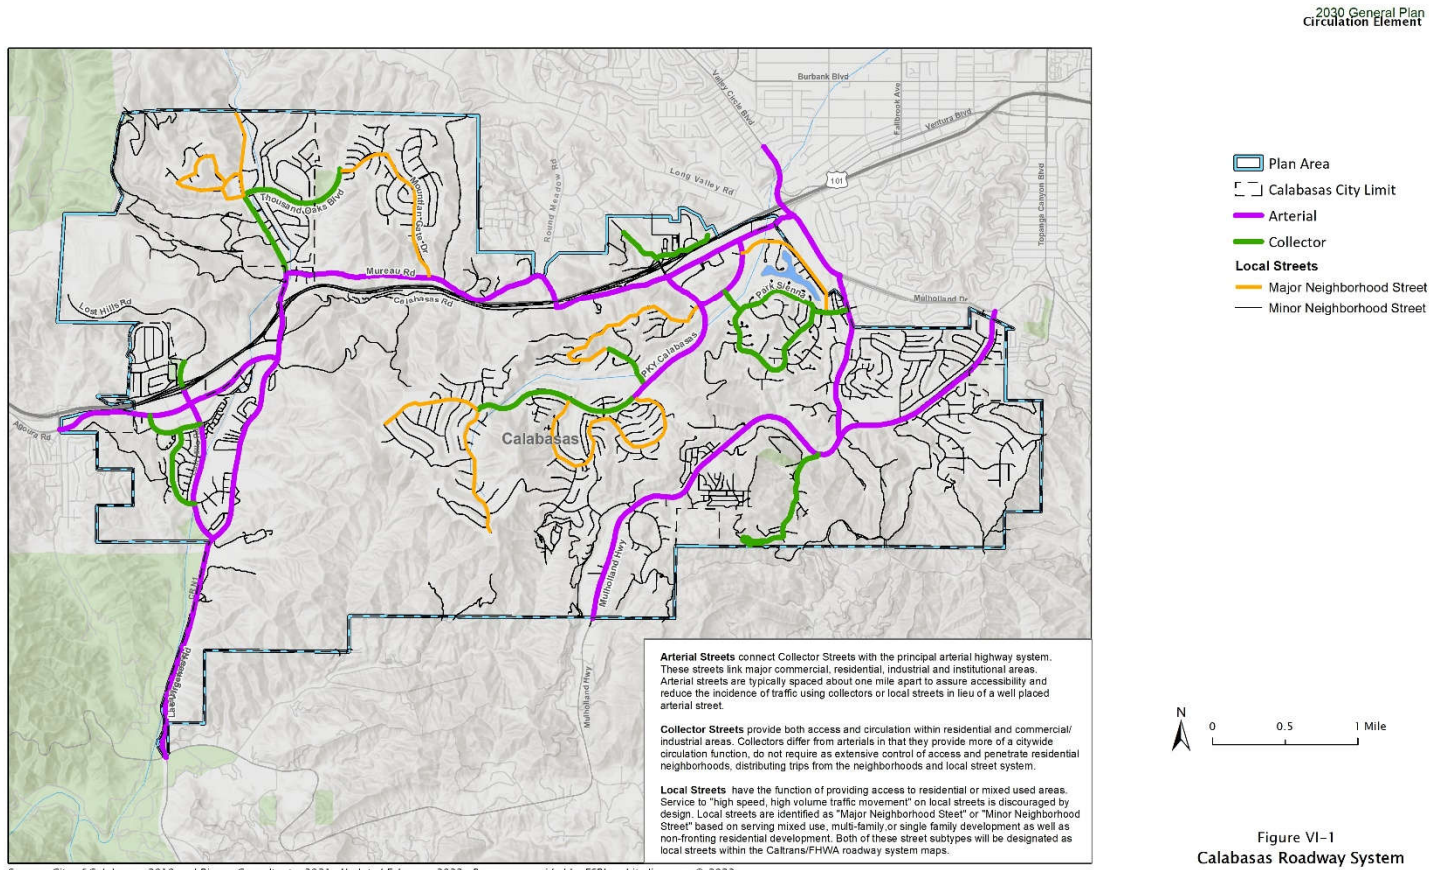 2030 General Plan
Circulation Element
Burbank Blvd
Valley Circle Blvd
Fallbrook Ave
Ventura Blvd
101
Topanga Canyon Blvd
Long Valley Rd
Round Meadow Rd
Thousand Oaks Blvd
Mountain Gate Dr
Mureau Rd
Calabasas Rd
Lost Hills Rd
Park Sienna
Mulholland Dr
PKY Calabasas
Agoura Rd
Calabasas
Mulholland Hwy
CR N1
Las Virgenes Rd
Mulholland Hwy
Plan Area
Calabasas City Limit
Arterial
Collector
Local Streets
Major Neighborhood Street
Minor Neighborhood Street
Arterial Streets connect Collector Streets with the principal arterial highway system.
These streets link major commercial, residential, industrial and institutional areas.
Arterial streets are typically spaced about one mile apart to assure accessibility and
reduce the incidence of traffic using collectors or local streets in lieu of a well placed
arterial street.
Collector Streets provide both access and circulation within residential and commercial/
industrial areas. Collectors differ from arterials in that they provide more of a citywide
circulation function, do not require as extensive control of access and penetrate residential
neighborhoods, distributing trips from the neighborhoods and local street system.
Local Streets have the function of providing access to residential or mixed used areas.
Service to "high speed, high volume traffic movement" on local streets is discouraged by
design. Local streets are identified as "Major Neighborhood Steet" or "Minor Neighborhood
Street" based on serving mixed use, multi-family,or single family development as well as
non-fronting residential development. Both of these street subtypes will be designated as
local streets within the Caltrans/FHWA roadway system maps.
N
0 0.5 1 Mile
Figure VI-1
Calabasas Roadway System